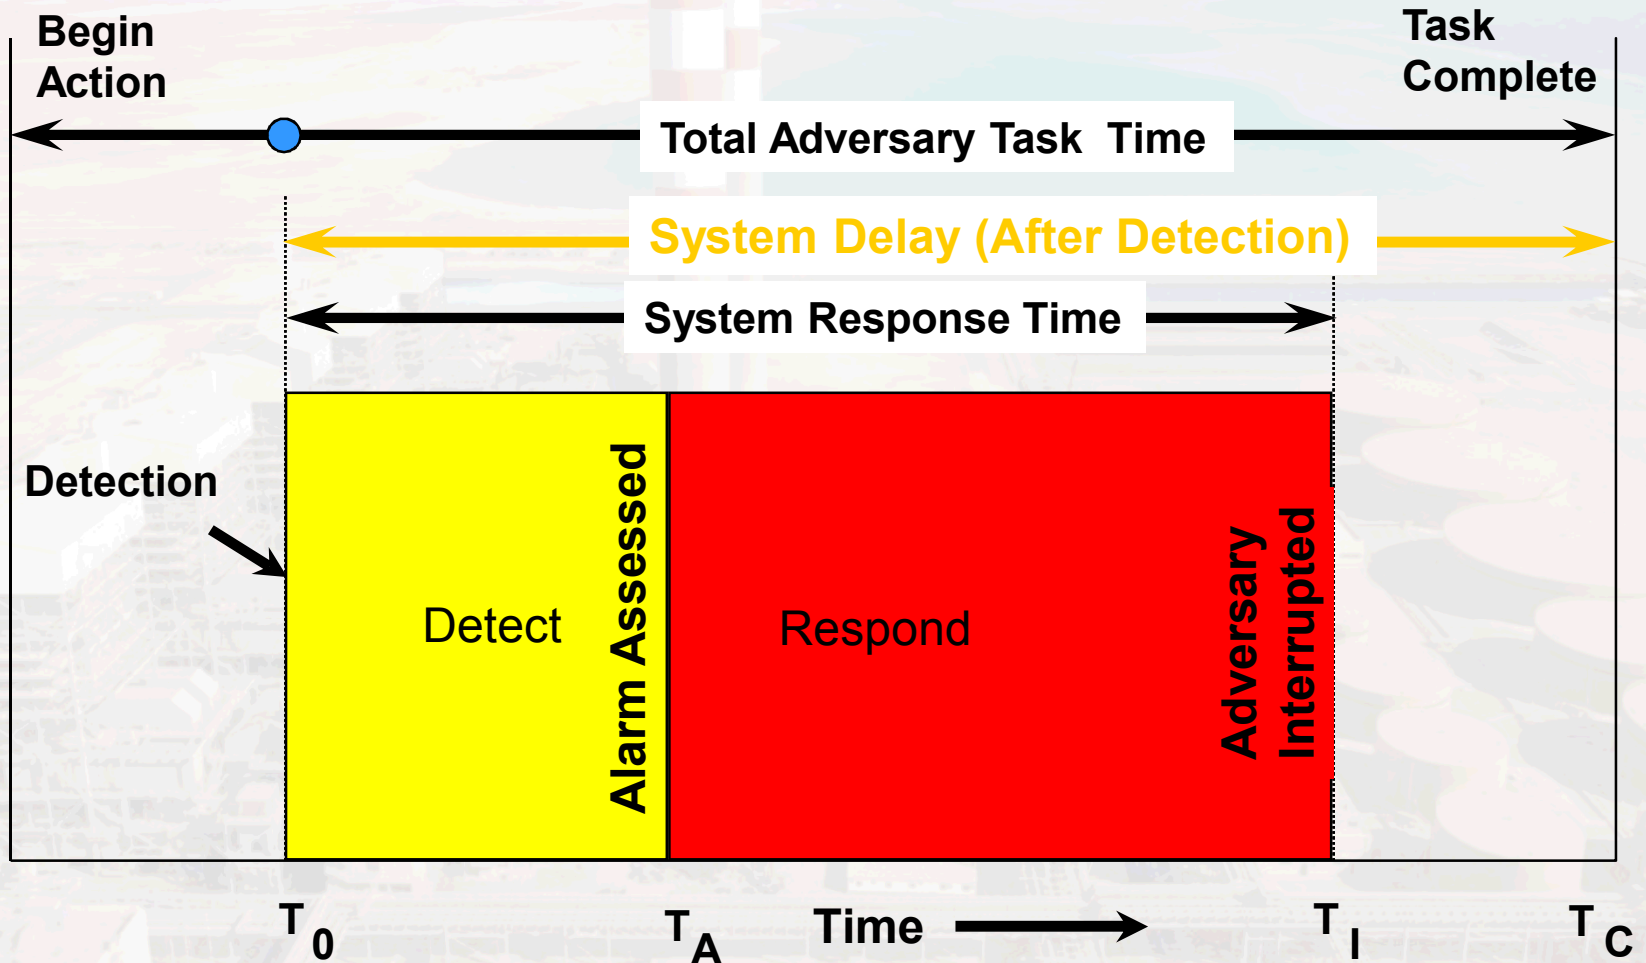 Begin
Action
Task
Complete
Total Adversary Task Time
System Delay (After Detection)
System Response Time
Detection
Detect
Alarm Assessed
Respond
Adversary
Interrupted
T0
TA
Time
TI
TC